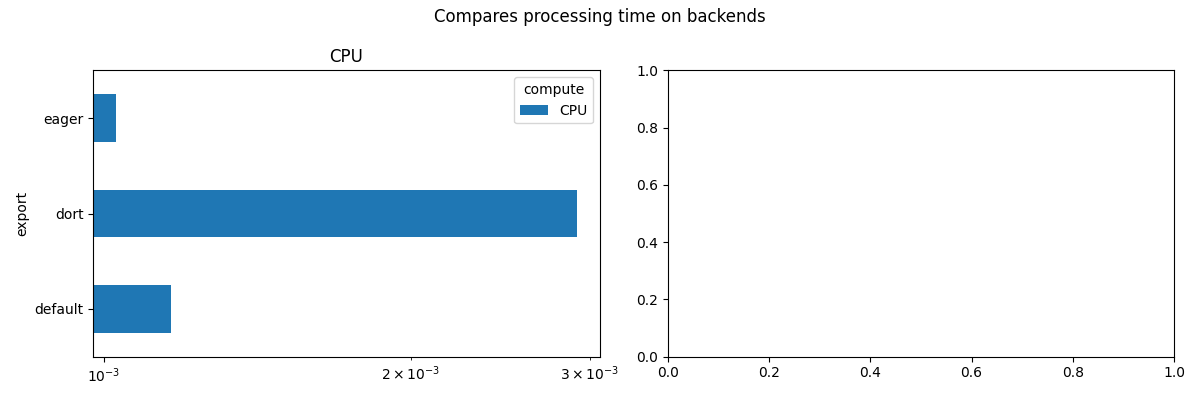 Compares processing time on backends
CPU
compute
CPU
export
eager
dort
default
10⁻³
2 × 10⁻³
3 × 10⁻³
1.0
0.8
0.6
0.4
0.2
0.0
0.0 0.2 0.4 0.6 0.8 1.0